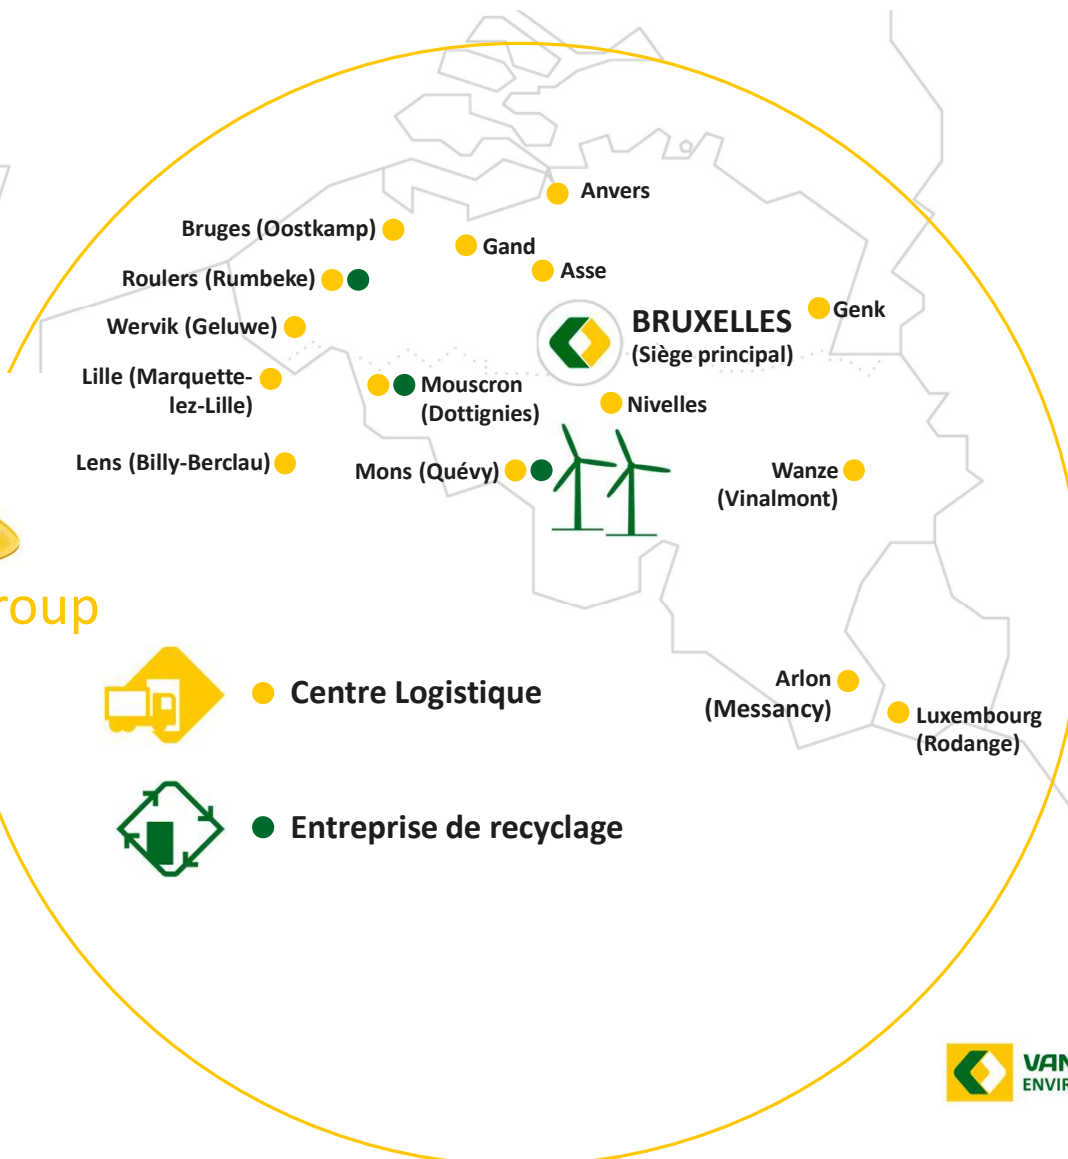 Anvers
Bruges (Oostkamp)
Gand
Asse
Roulers (Rumbeke)
Genk
BRUXELLES
(Siège principal)
Wervik (Geluwe)
Lille (Marquette-
lez-Lille)
Mouscron
(Dottignies)
Nivelles
Lens (Billy-Berclau)
Mons (Quévy)
Wanze
(Vinalmont)
roup
Centre Logistique
Arlon
(Messancy)
Luxembourg
(Rodange)
Entreprise de recyclage
VAN
ENVIR